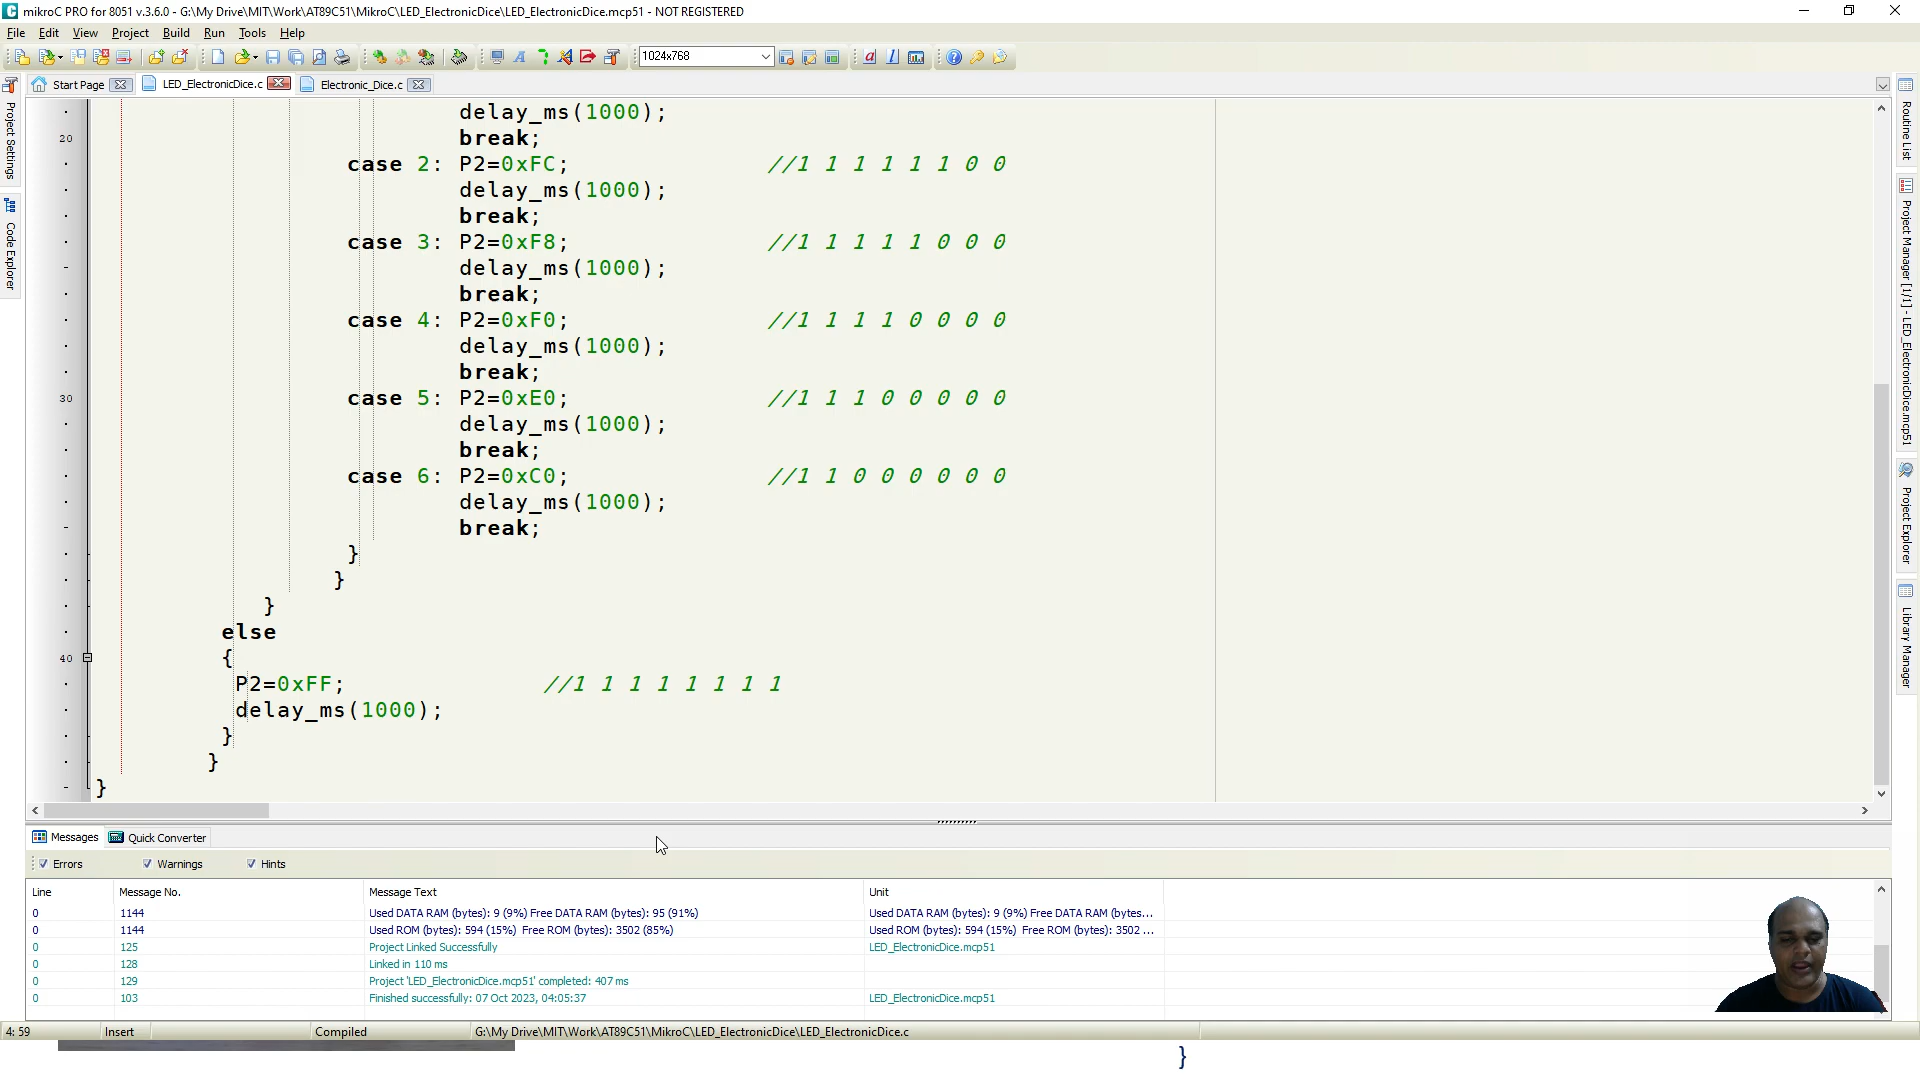 mikroC PRO for 8051 v.3.6.0 - G:\My Drive\MIT\Work\AT89C51\MikroC\LED_ElectronicDice\LED_ElectronicDice.mcp51 - NOT REGISTERED
File Edit View Project Build Run Tools Help
1024x768
Start Page LED_ElectronicDice.c Electronic_Dice.c
delay_ms(1000);
20 break;
case 2: P2=0xFC; //1 1 1 1 1 1 0 0
delay_ms(1000);
break;
case 3: P2=0xF8; //1 1 1 1 1 0 0 0
delay_ms(1000);
break;
case 4: P2=0xF0; //1 1 1 1 0 0 0 0
delay_ms(1000);
break;
30 case 5: P2=0xE0; //1 1 1 0 0 0 0 0
delay_ms(1000);
break;
case 6: P2=0xC0; //1 1 0 0 0 0 0 0
delay_ms(1000);
break;
}
}
}
else
40 {
P2=0xFF; //1 1 1 1 1 1 1 1
delay_ms(1000);
}
}
}
Project Settings
Code Explorer
Routine List
Project Manager [1/1] - LED_ElectronicDice.mcp51
Project Explorer
Library Manager
Messages Quick Converter
Errors Warnings Hints
Line Message No. Message Text Unit
0 1144 Used DATA RAM (bytes): 9 (9%) Free DATA RAM (bytes): 95 (91%) Used DATA RAM (bytes): 9 (9%) Free DATA RAM (bytes...
0 1144 Used ROM (bytes): 594 (15%) Free ROM (bytes): 3502 (85%) Used ROM (bytes): 594 (15%) Free ROM (bytes): 3502 ...
0 125 Project Linked Successfully LED_ElectronicDice.mcp51
0 128 Linked in 110 ms
0 129 Project 'LED_ElectronicDice.mcp51' completed: 407 ms
0 103 Finished successfully: 07 Oct 2023, 04:05:37 LED_ElectronicDice.mcp51
4: 59 Insert Compiled G:\My Drive\MIT\Work\AT89C51\MikroC\LED_ElectronicDice\LED_ElectronicDice.c
}